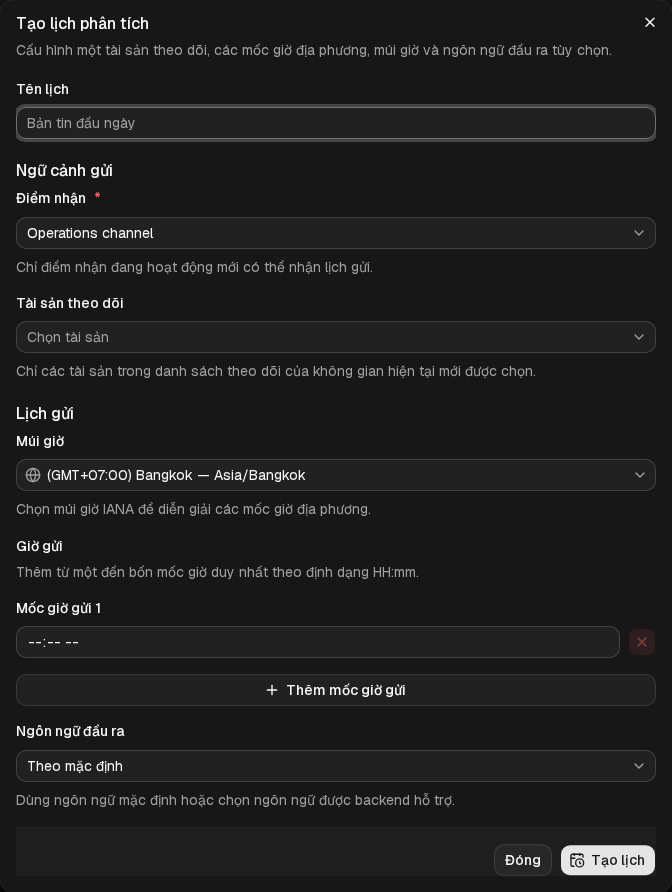 Tạo lịch phân tích
Cấu hình một tài sản theo dõi, các mốc giờ địa phương, múi giờ và ngôn ngữ đầu ra tùy chọn.
Tên lịch
Bản tin đầu ngày
Ngữ cảnh gửi
Điểm nhận *
Operations channel
Chỉ điểm nhận đang hoạt động mới có thể nhận lịch gửi.
Tài sản theo dõi
Chọn tài sản
Chỉ các tài sản trong danh sách theo dõi của không gian hiện tại mới được chọn.
Lịch gửi
Múi giờ
(GMT+07:00) Bangkok — Asia/Bangkok
Chọn múi giờ IANA để diễn giải các mốc giờ địa phương.
Giờ gửi
Thêm từ một đến bốn mốc giờ duy nhất theo định dạng HH:mm.
Mốc giờ gửi 1
--:-- --
Thêm mốc giờ gửi
Ngôn ngữ đầu ra
Theo mặc định
Dùng ngôn ngữ mặc định hoặc chọn ngôn ngữ được backend hỗ trợ.
Đóng
Tạo lịch